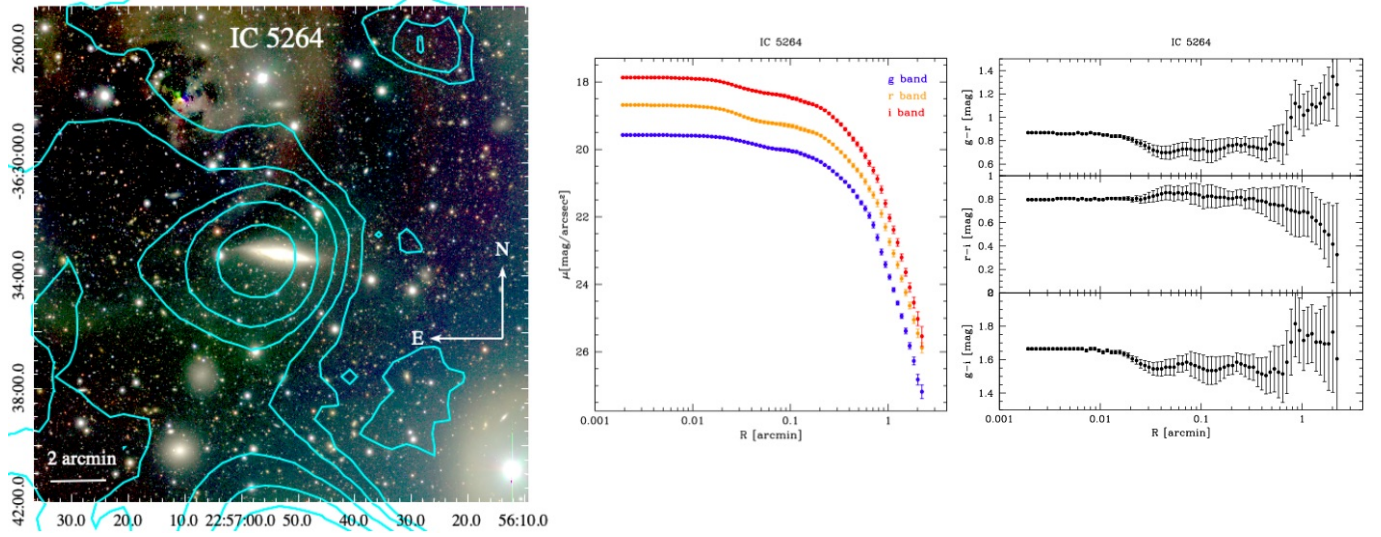 IC 5264
26:00.0
-36:30:00.0
34:00.0
38:00.0
42:00.0
N
E
2 arcmin
30.0 20.0 10.0 22:57:00.0 50.0 40.0 30.0 20.0 56:10.0
IC 5264
g band
r band
i band
μ[mag/arcsec²]
18
20
22
24
26
0.001 0.01 0.1 1
R [arcmin]
IC 5264
g-r [mag]
1.4
1.2
1
0.8
0.6
r-i [mag]
1
0.8
0.6
0.4
0.2
0
g-i [mag]
2
1.8
1.6
1.4
0.001 0.01 0.1 1
R [arcmin]